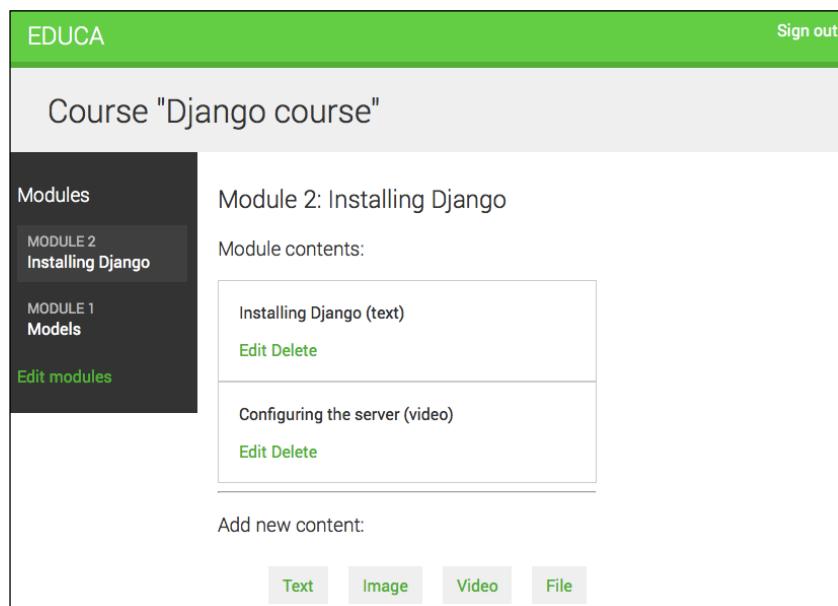 EDUCA
Sign out
Course "Django course"
Modules
MODULE 2
Installing Django
MODULE 1
Models
Edit modules
Module 2: Installing Django
Module contents:
Installing Django (text)
Edit Delete
Configuring the server (video)
Edit Delete
Add new content:
Text Image Video File